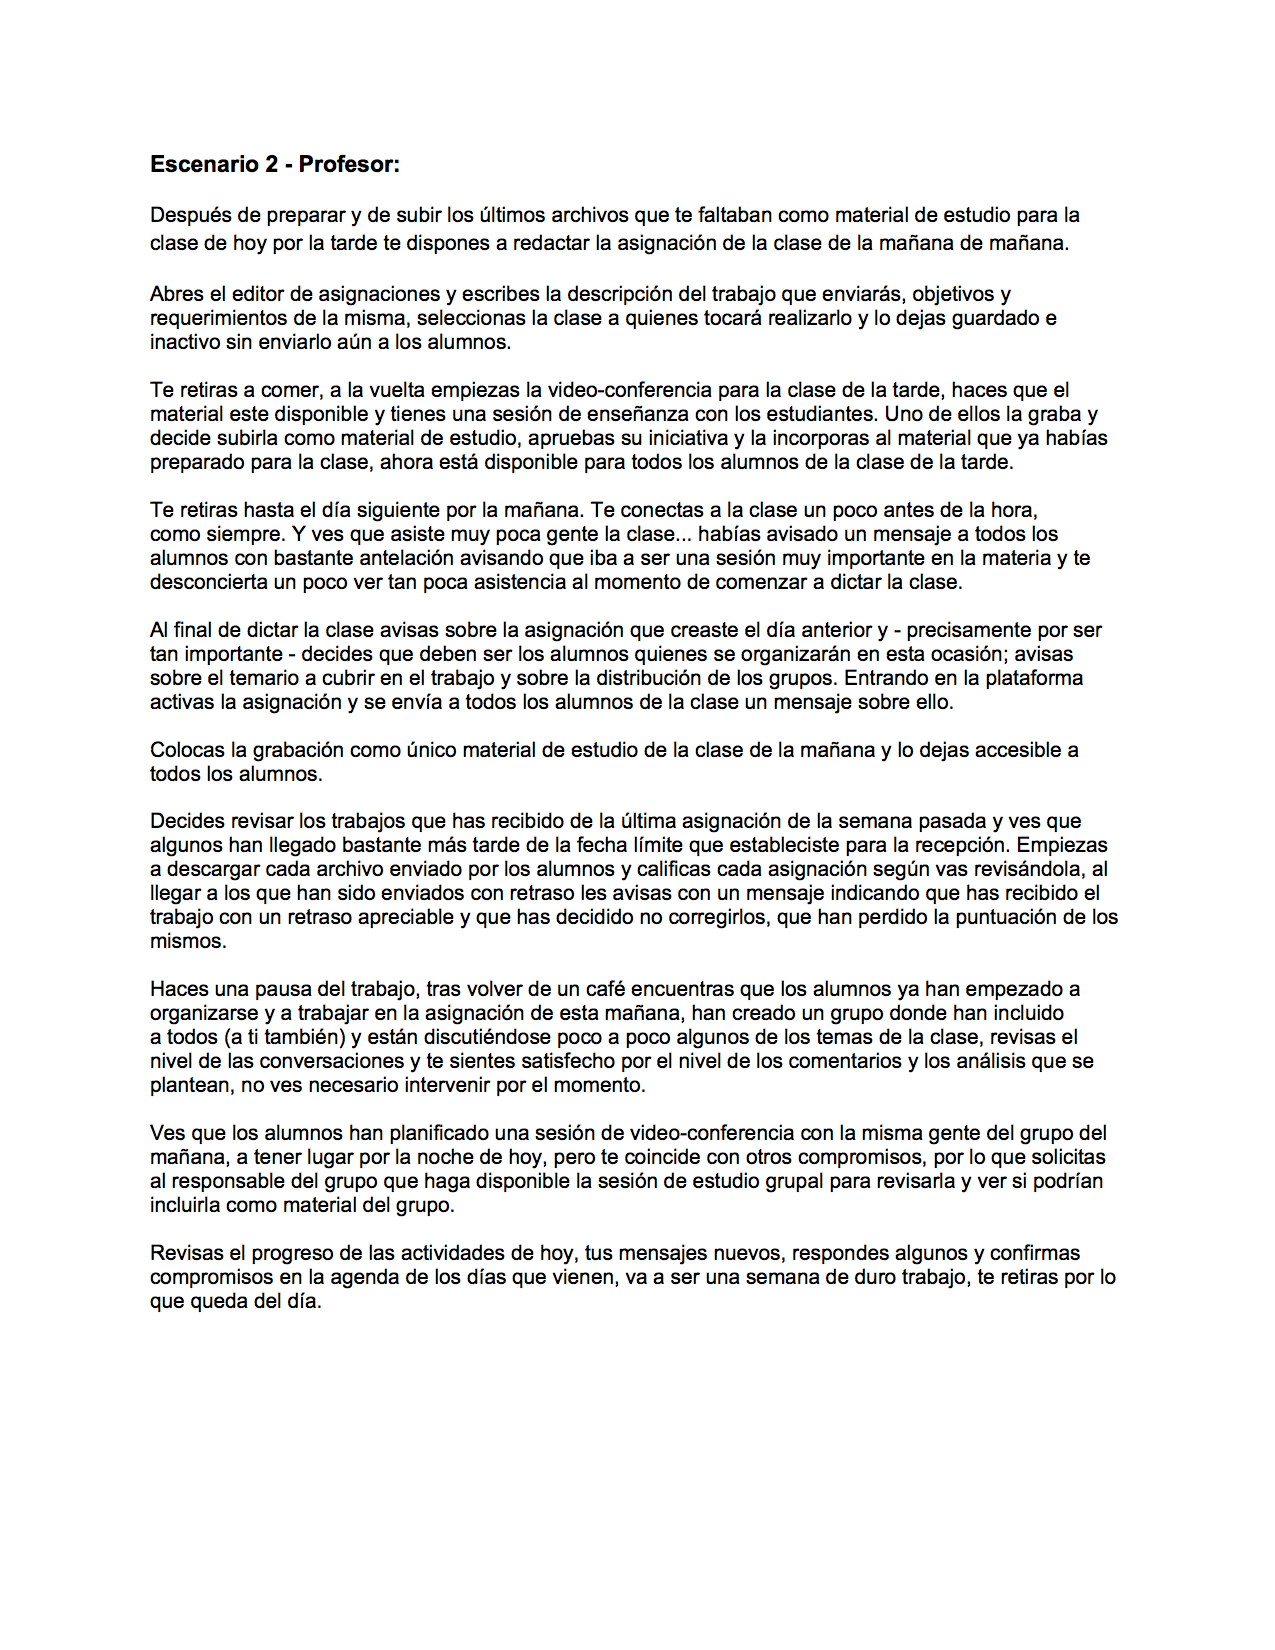 Escenario 2 - Profesor:
Después de preparar y de subir los últimos archivos que te faltaban como material de estudio para la
clase de hoy por la tarde te dispones a redactar la asignación de la clase de la mañana de mañana.
Abres el editor de asignaciones y escribes la descripción del trabajo que enviarás, objetivos y
requerimientos de la misma, seleccionas la clase a quienes tocará realizarlo y lo dejas guardado e
inactivo sin enviarlo aún a los alumnos.
Te retiras a comer, a la vuelta empiezas la video-conferencia para la clase de la tarde, haces que el
material este disponible y tienes una sesión de enseñanza con los estudiantes. Uno de ellos la graba y
decide subirla como material de estudio, apruebas su iniciativa y la incorporas al material que ya habías
preparado para la clase, ahora está disponible para todos los alumnos de la clase de la tarde.
Te retiras hasta el día siguiente por la mañana. Te conectas a la clase un poco antes de la hora,
como siempre. Y ves que asiste muy poca gente la clase... habías avisado un mensaje a todos los
alumnos con bastante antelación avisando que iba a ser una sesión muy importante en la materia y te
desconcierta un poco ver tan poca asistencia al momento de comenzar a dictar la clase.
Al final de dictar la clase avisas sobre la asignación que creaste el día anterior y - precisamente por ser
tan importante - decides que deben ser los alumnos quienes se organizarán en esta ocasión; avisas
sobre el temario a cubrir en el trabajo y sobre la distribución de los grupos. Entrando en la plataforma
activas la asignación y se envía a todos los alumnos de la clase un mensaje sobre ello.
Colocas la grabación como único material de estudio de la clase de la mañana y lo dejas accesible a
todos los alumnos.
Decides revisar los trabajos que has recibido de la última asignación de la semana pasada y ves que
algunos han llegado bastante más tarde de la fecha límite que estableciste para la recepción. Empiezas
a descargar cada archivo enviado por los alumnos y calificas cada asignación según vas revisándola, al
llegar a los que han sido enviados con retraso les avisas con un mensaje indicando que has recibido el
trabajo con un retraso apreciable y que has decidido no corregirlos, que han perdido la puntuación de los
mismos.
Haces una pausa del trabajo, tras volver de un café encuentras que los alumnos ya han empezado a
organizarse y a trabajar en la asignación de esta mañana, han creado un grupo donde han incluido
a todos (a ti también) y están discutiéndose poco a poco algunos de los temas de la clase, revisas el
nivel de las conversaciones y te sientes satisfecho por el nivel de los comentarios y los análisis que se
plantean, no ves necesario intervenir por el momento.
Ves que los alumnos han planificado una sesión de video-conferencia con la misma gente del grupo del
mañana, a tener lugar por la noche de hoy, pero te coincide con otros compromisos, por lo que solicitas
al responsable del grupo que haga disponible la sesión de estudio grupal para revisarla y ver si podrían
incluirla como material del grupo.
Revisas el progreso de las actividades de hoy, tus mensajes nuevos, respondes algunos y confirmas
compromisos en la agenda de los días que vienen, va a ser una semana de duro trabajo, te retiras por lo
que queda del día.